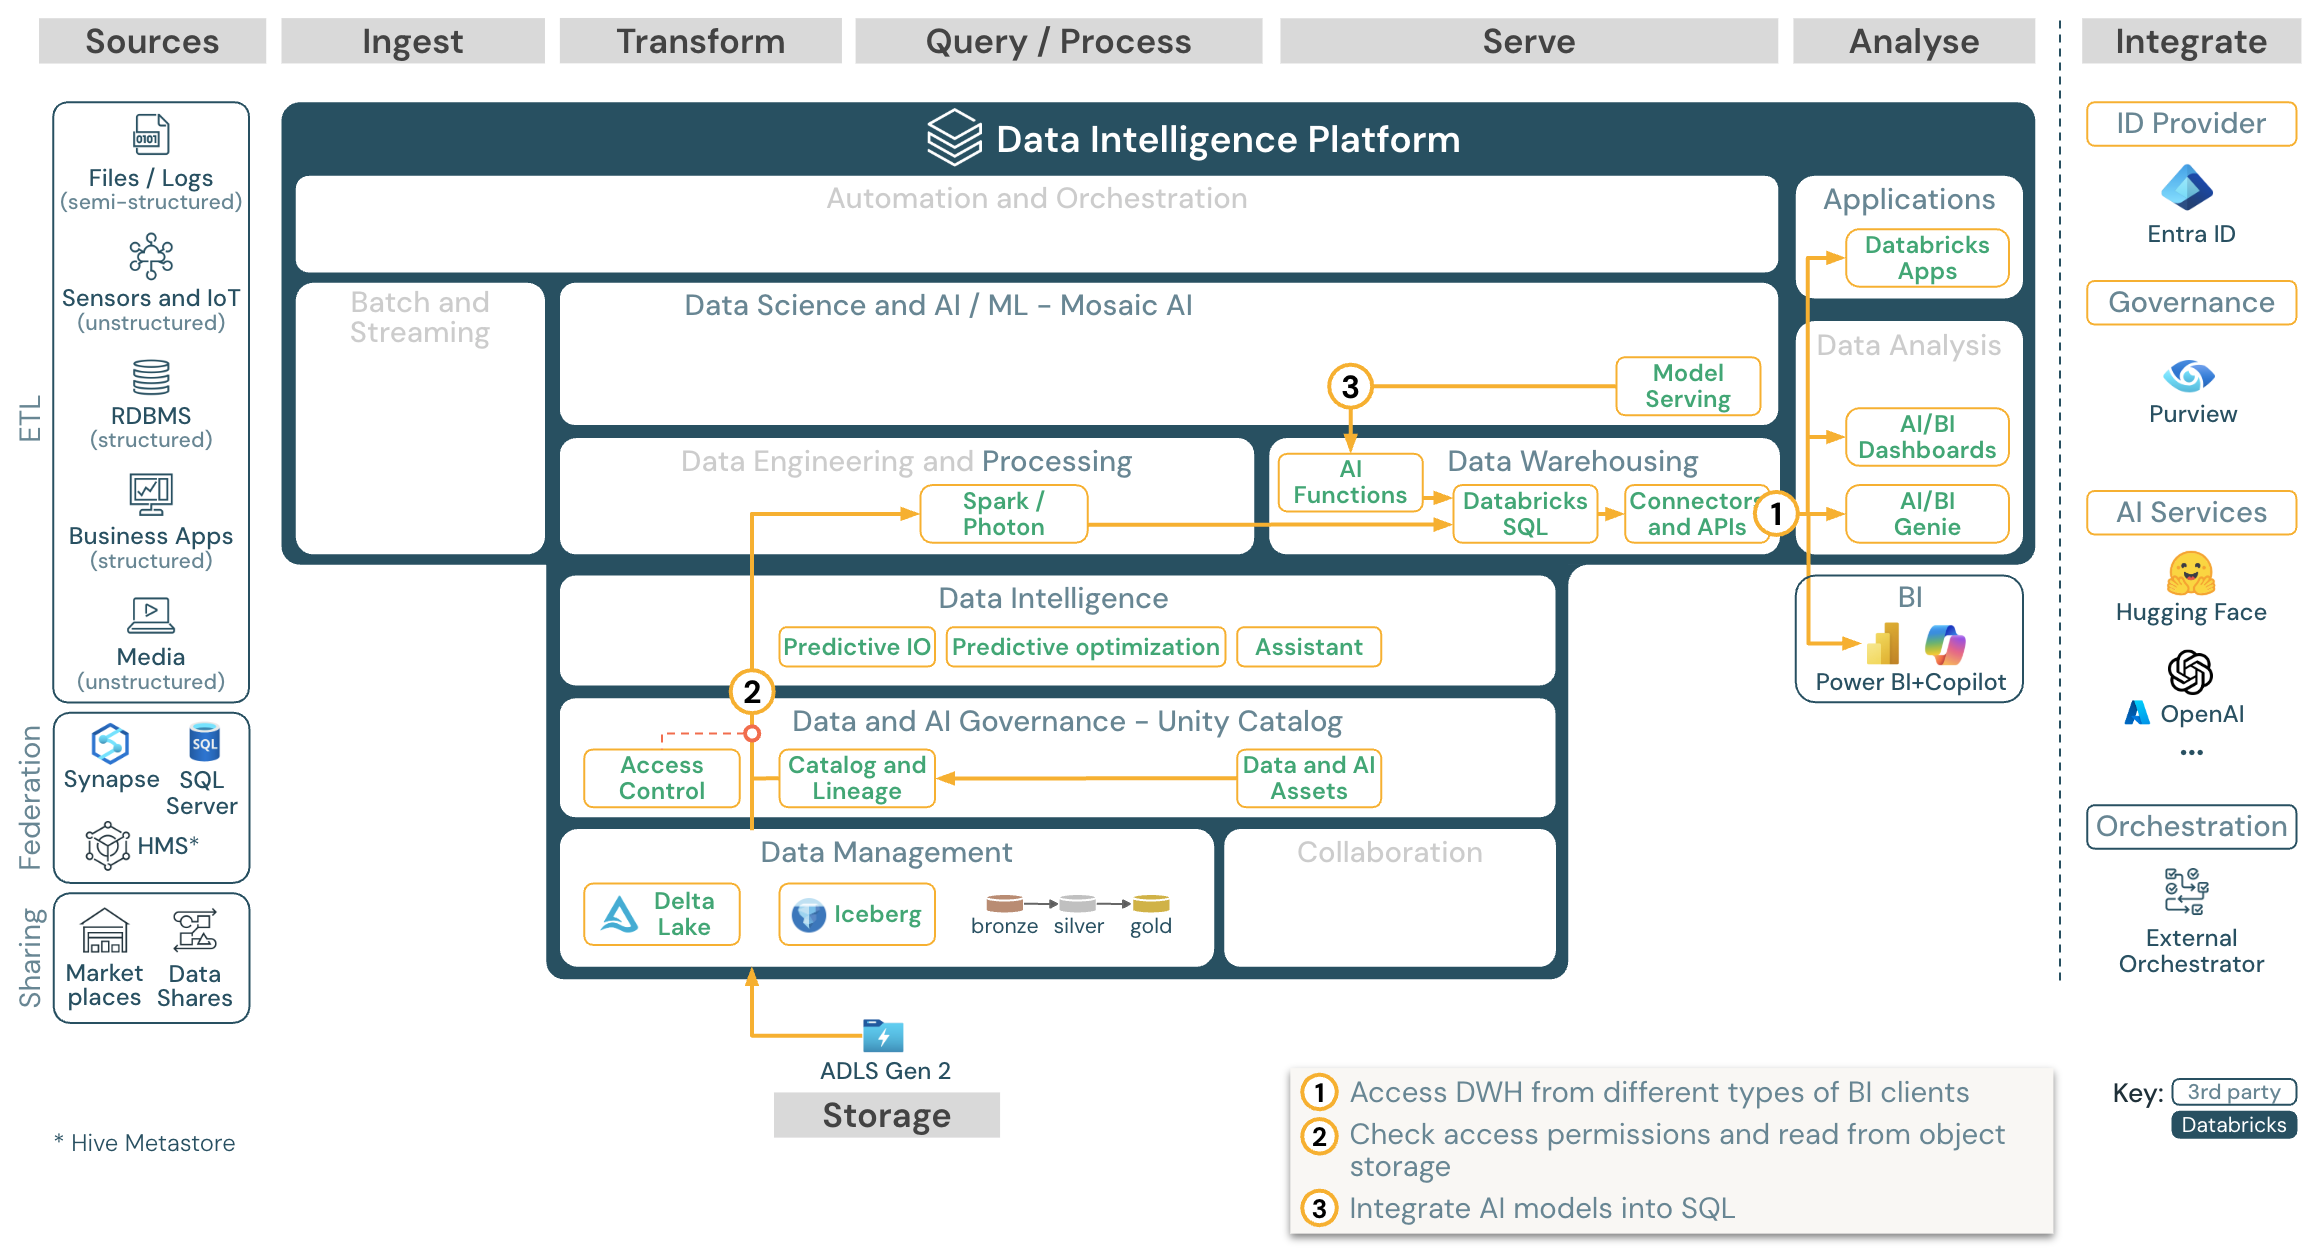 Sources
Ingest
Transform
Query / Process
Serve
Analyse
Integrate
ETL
0101
Files / Logs
(semi-structured)
Sensors and IoT
(unstructured)
RDBMS
(structured)
Business Apps
(structured)
Media
(unstructured)
Federation
Synapse
SQL
SQL
Server
HMS*
Sharing
Market
places
Data
Shares
* Hive Metastore
Data Intelligence Platform
Automation and Orchestration
Batch and
Streaming
Data Science and AI / ML - Mosaic AI
3
Model
Serving
Data Engineering and Processing
Spark /
Photon
Data Warehousing
AI
Functions
Databricks
SQL
Connectors
and APIs
1
Applications
Databricks
Apps
Data Analysis
AI/BI
Dashboards
AI/BI
Genie
BI
Power BI+Copilot
Data Intelligence
Predictive IO
Predictive optimization
Assistant
2
Data and AI Governance - Unity Catalog
Access
Control
Catalog and
Lineage
Data and AI
Assets
Data Management
Delta
Lake
Iceberg
bronze
silver
gold
Collaboration
ADLS Gen 2
Storage
ID Provider
Entra ID
Governance
Purview
AI Services
Hugging Face
OpenAI
...
Orchestration
External
Orchestrator
1 Access DWH from different types of BI clients
2 Check access permissions and read from object
storage
3 Integrate AI models into SQL
Key: 3rd party
Databricks